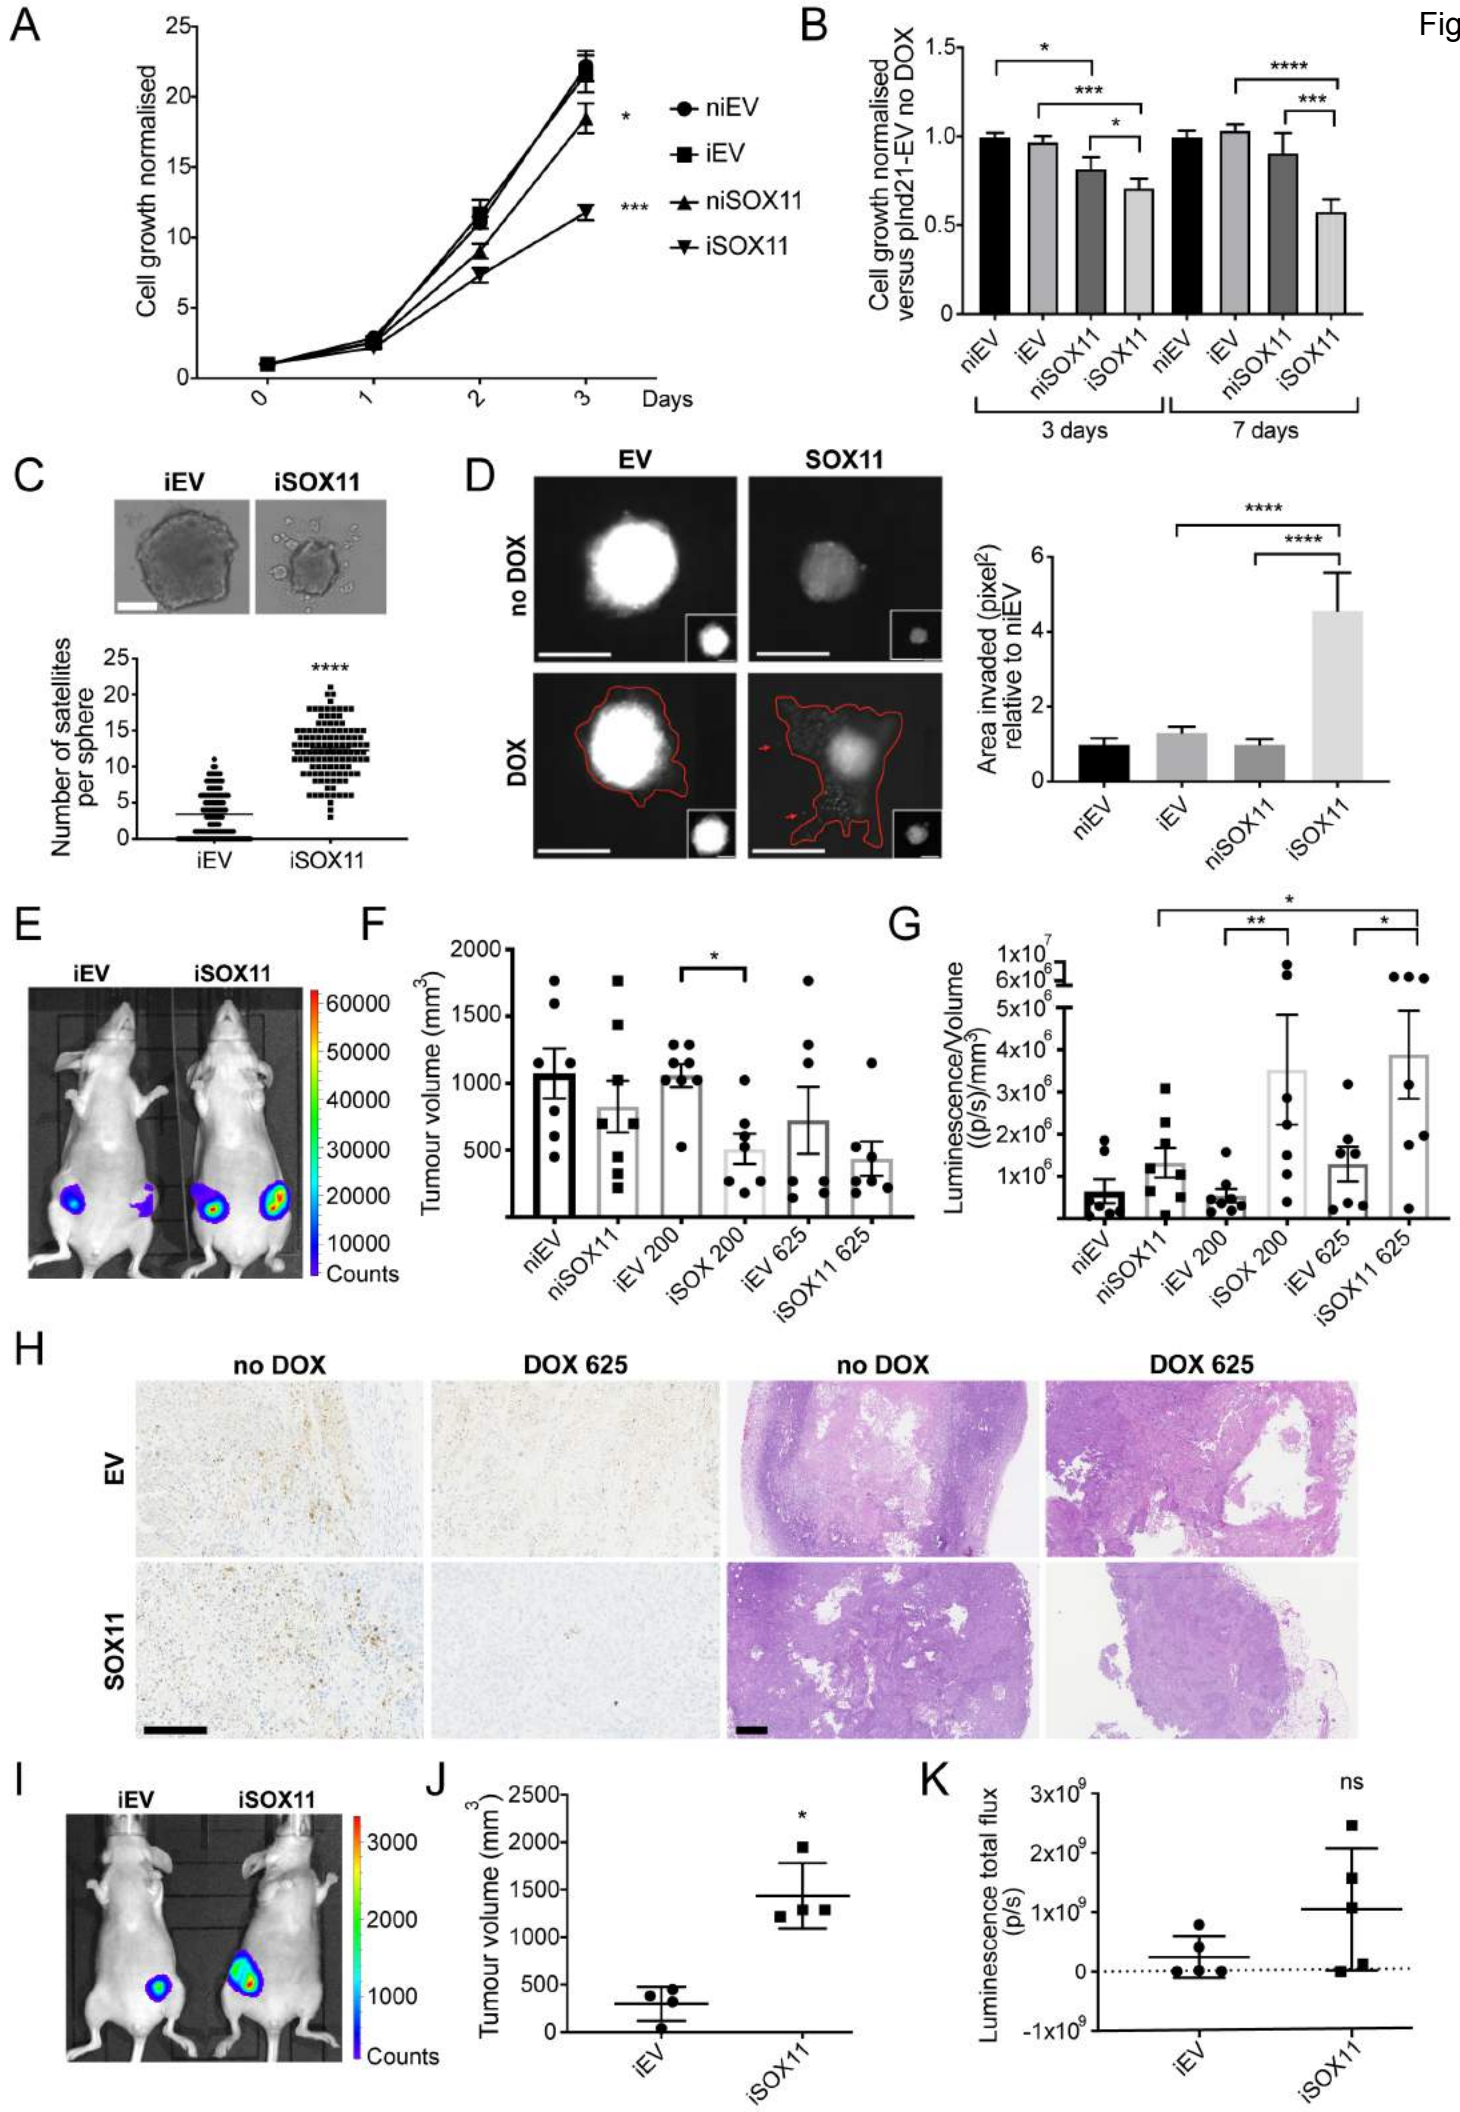 Fig
A
Cell growth normalised
25
20
15
10
5
0
0 1 2 3 Days
niEV
iEV
niSOX11
iSOX11
*
***
B
Cell growth normalised
versus pInd21-EV no DOX
1.5
1.0
0.5
0
* *** * **** ***
niEV iEV niSOX11 iSOX11 niEV iEV niSOX11 iSOX11
3 days 7 days
C
iEV iSOX11
Number of satellites
per sphere
25
20
15
10
5
0
****
iEV iSOX11
D
EV SOX11
no DOX
DOX
Area invaded (pixel²)
relative to niEV
6
4
2
0
****
****
niEV iEV niSOX11 iSOX11
E
iEV iSOX11
60000
50000
40000
30000
20000
10000
Counts
F
Tumour volume (mm³)
2000
1500
1000
500
*
niEV niSOX11 iEV 200 iSOX 200 iEV 625 iSOX11 625
G
Luminescence/Volume
((p/s)/mm³)
1x10⁷
6x10⁶
5x10⁶
4x10⁶
3x10⁶
2x10⁶
1x10⁶
*
** *
niEV niSOX11 iEV 200 iSOX 200 iEV 625 iSOX11 625
H
no DOX DOX 625 no DOX DOX 625
EV
SOX11
I
iEV iSOX11
3000
2000
1000
Counts
J
Tumour volume (mm³)
2500
2000
1500
1000
500
0
*
iEV iSOX11
K
Luminescence total flux
(p/s)
3x10⁹
2x10⁹
1x10⁹
0
-1x10⁹
ns
iEV iSOX11